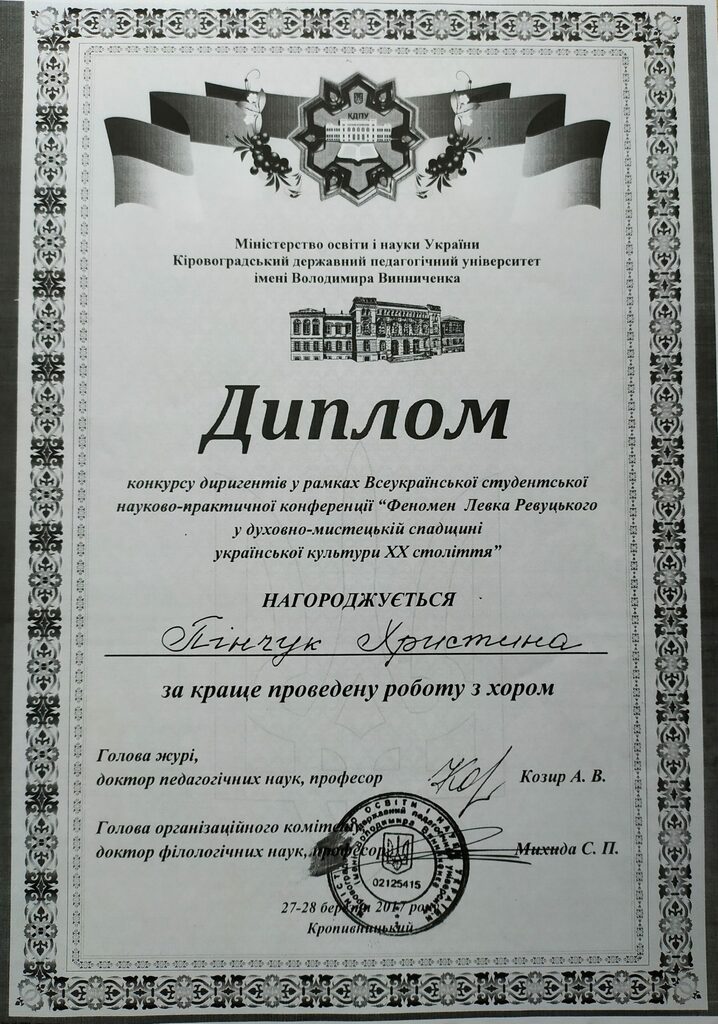 КДПУ
Міністерство освіти і науки України
Кіровоградський державний педагогічний університет
імені Володимира Винниченка
Диплом
конкурсу диригентів у рамках Всеукраїнської студентської
науково-практичної конференції “Феномен Левка Ревуцького
у духовно-мистецькій спадщині
української культури ХХ століття”
НАГОРОДЖУЄТЬСЯ
Пінчук Христина
за краще проведену роботу з хором
Голова журі,
доктор педагогічних наук, професор Козир А. В.
Голова організаційного комітету
доктор філологічних наук, професор Михида С. П.
02125415
27-28 березня 2017 року
Кропивницький